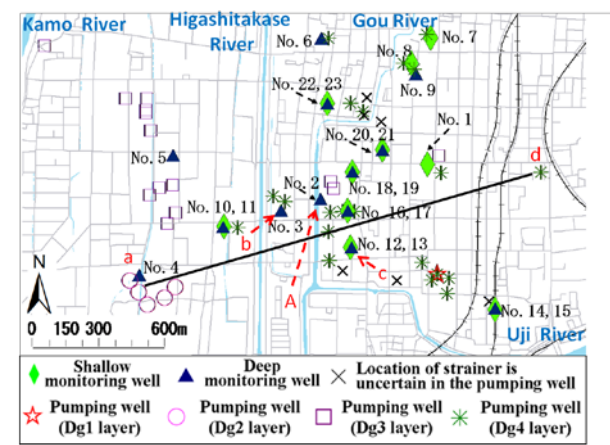 Kamo River
Higashitakase
River
Gou River
No. 6
No. 7
No. 8
No. 9
No. 22, 23
No. 1
No. 20, 21
No. 5
d
No. 2
No. 18, 19
No. 10, 11
No. 3
No. 16, 17
b
a
No. 4
No. 12, 13
c
A
N
No. 14, 15
0 150 300 600m
Uji River
Shallow
monitoring well
Deep
monitoring well
Location of strainer is
uncertain in the pumping well
Pumping well
(Dg1 layer)
Pumping well
(Dg2 layer)
Pumping well
(Dg3 layer)
Pumping well
(Dg4 layer)